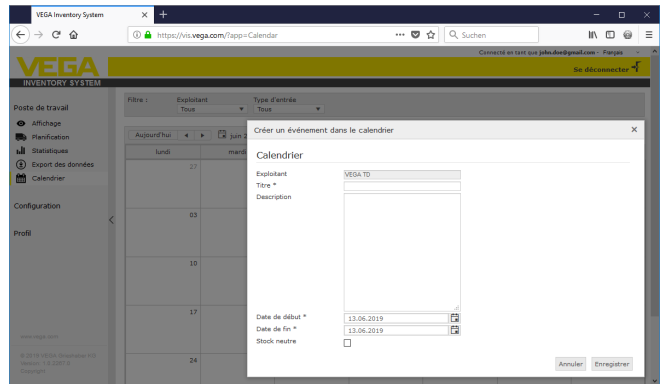 VEGA Inventory System
https://vis.vega.com/?app=Calendar
Suchen
Connecté en tant que john.doe@gmail.com - Français
VEGA
INVENTORY SYSTEM
Se déconnecter
Poste de travail
Affichage
Planification
Statistiques
Export des données
Calendrier
Configuration
Profil
www.vega.com
Copyright
Filtre :
Exploitant
Type d'entrée
Tous
Tous
Aujourd'hui
juin 2
lundi
mardi
27
03
10
17
24
Créer un événement dans le calendrier
Calendrier
Exploitant
VEGA TD
Titre *
Description
Date de début *
13.06.2019
Date de fin *
13.06.2019
Stock neutre
Annuler
Enregistrer